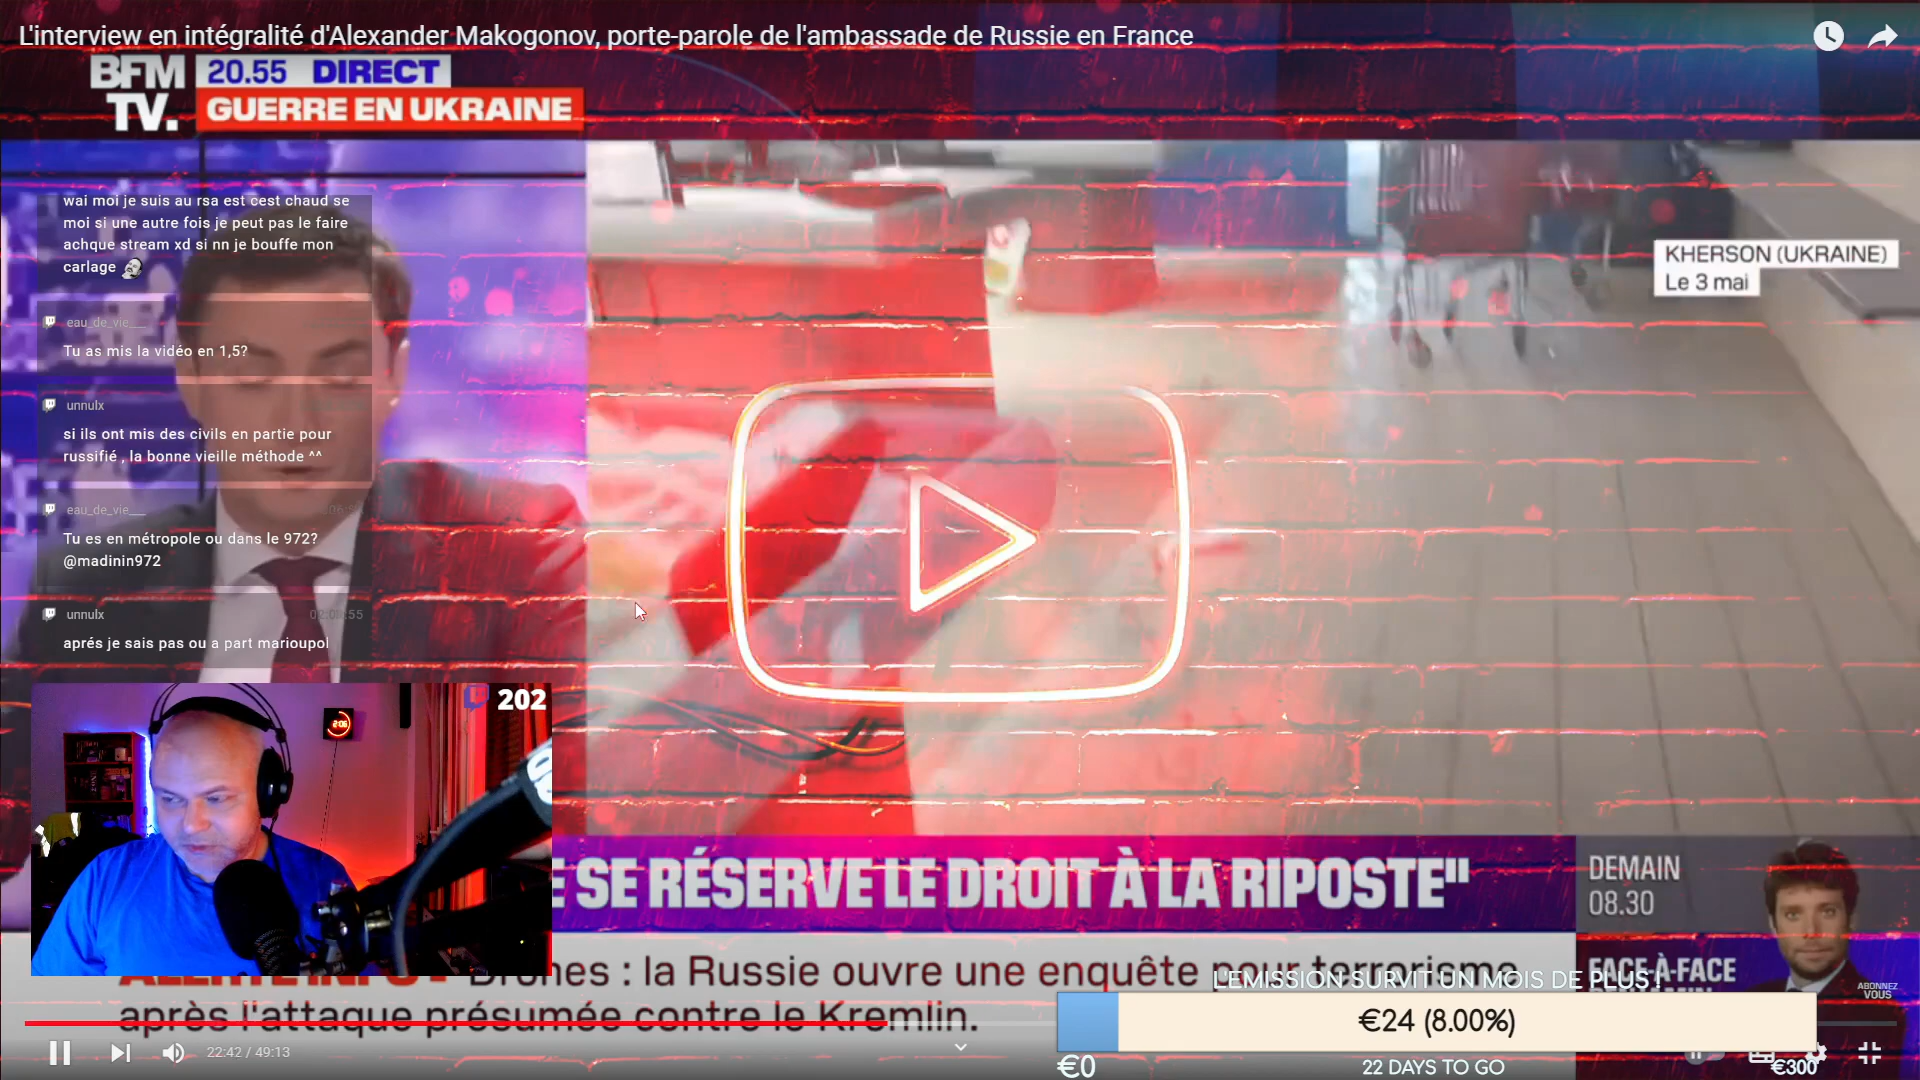 L'interview en intégralité d'Alexander Makogonov, porte-parole de l'ambassade de Russie en France
BFM
TV.
20.55 DIRECT
GUERRE EN UKRAINE
KHERSON (UKRAINE)
Le 3 mai
wai moi je suis au rsa est cest chaud se
moi si une autre fois je peut pas le faire
achque stream xd si nn je bouffe mon
carlage
eau_de_vie__
Tu as mis la vidéo en 1,5?
unnulx
si ils ont mis des civils en partie pour
russifié , la bonne vieille méthode ^^
eau_de_vie__
Tu es en métropole ou dans le 972?
@madinin972
unnulx
aprés je sais pas ou a part marioupol
202
2:06
E SE RÉSERVE LE DROIT À LA RIPOSTE"
DEMAIN
08.30
FACE-À-FACE
ALERTE INFO Drones : la Russie ouvre une enquête pour terrorisme
après l'attaque présumée contre le Kremlin.
L'EMISSION SURVIT UN MOIS DE PLUS !
ABONNEZ
VOUS
€24 (8.00%)
22:42 / 49:13
€0
22 DAYS TO GO
€300